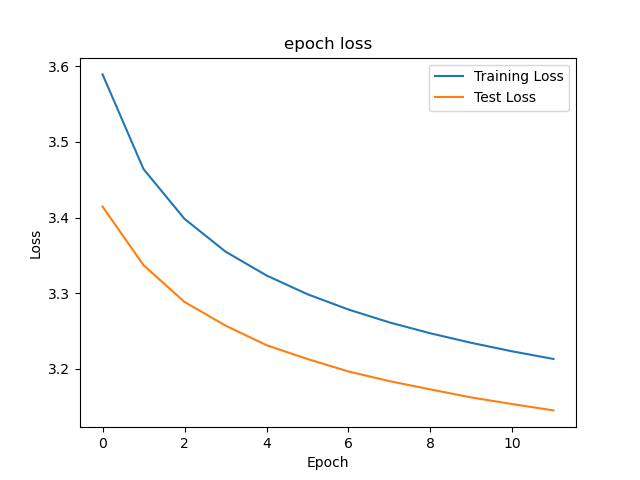 epoch loss
Training Loss
Test Loss
3.6
3.5
3.4
3.3
3.2
Loss
0 2 4 6 8 10
Epoch